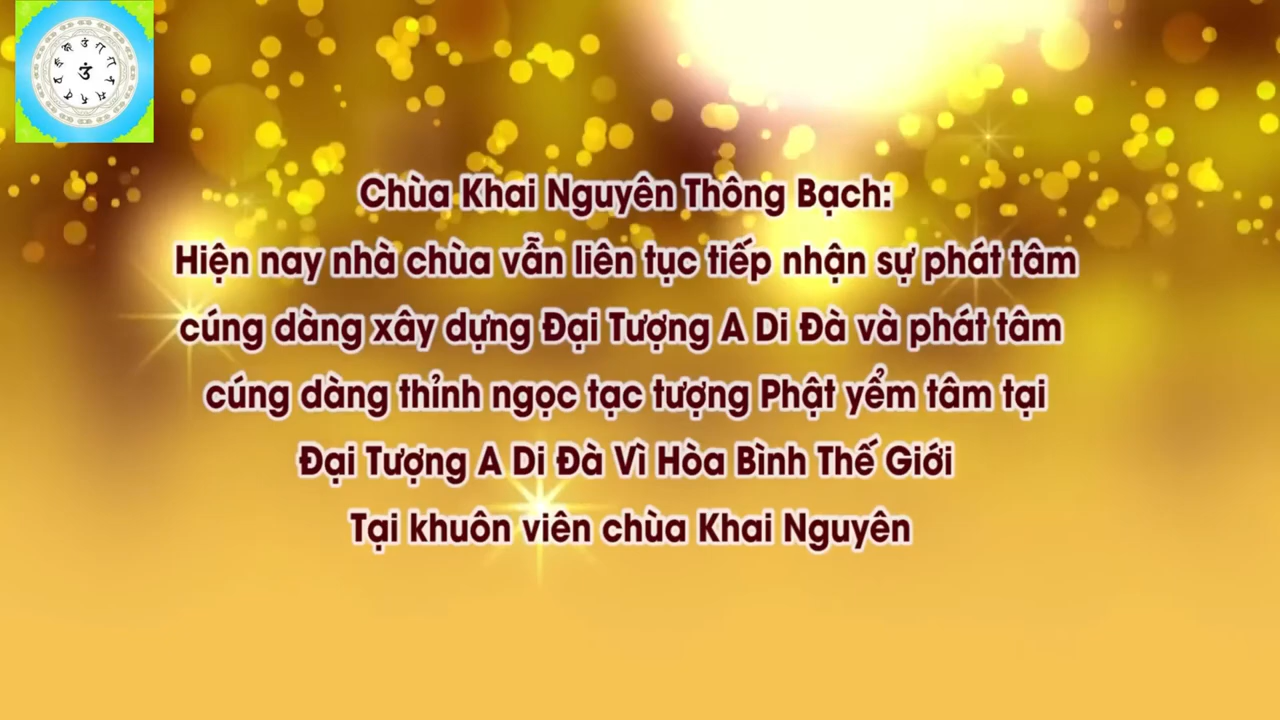 Chùa Khai Nguyên Thông Bạch:
Hiện nay nhà chùa vẫn liên tục tiếp nhận sự phát tâm
cúng dàng xây dựng Đại Tượng A Di Đà và phát tâm
cúng dàng thỉnh ngọc tạc tượng Phật yểm tâm tại
Đại Tượng A Di Đà Vì Hòa Bình Thế Giới
Tại khuôn viên chùa Khai Nguyên